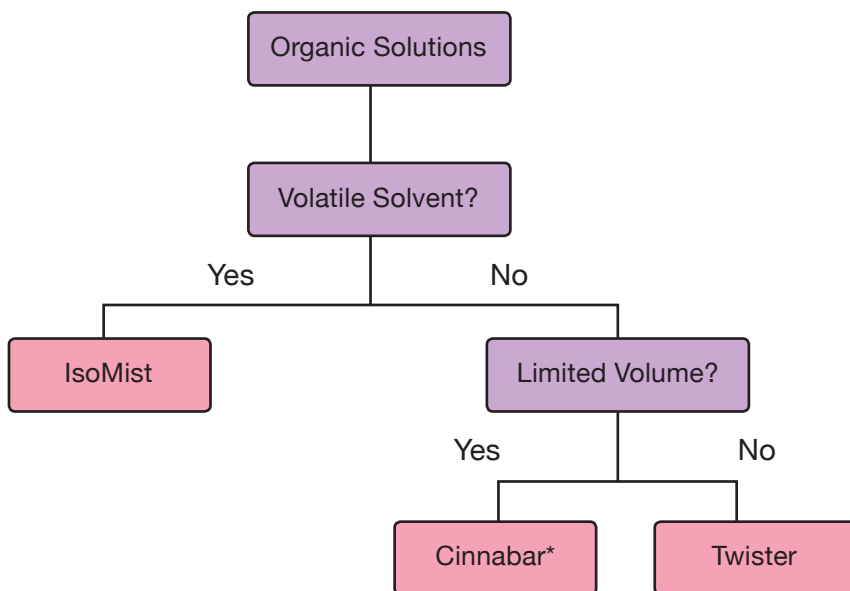 Organic Solutions
Volatile Solvent?
Yes
No
IsoMist
Limited Volume?
Yes
No
Cinnabar*
Twister